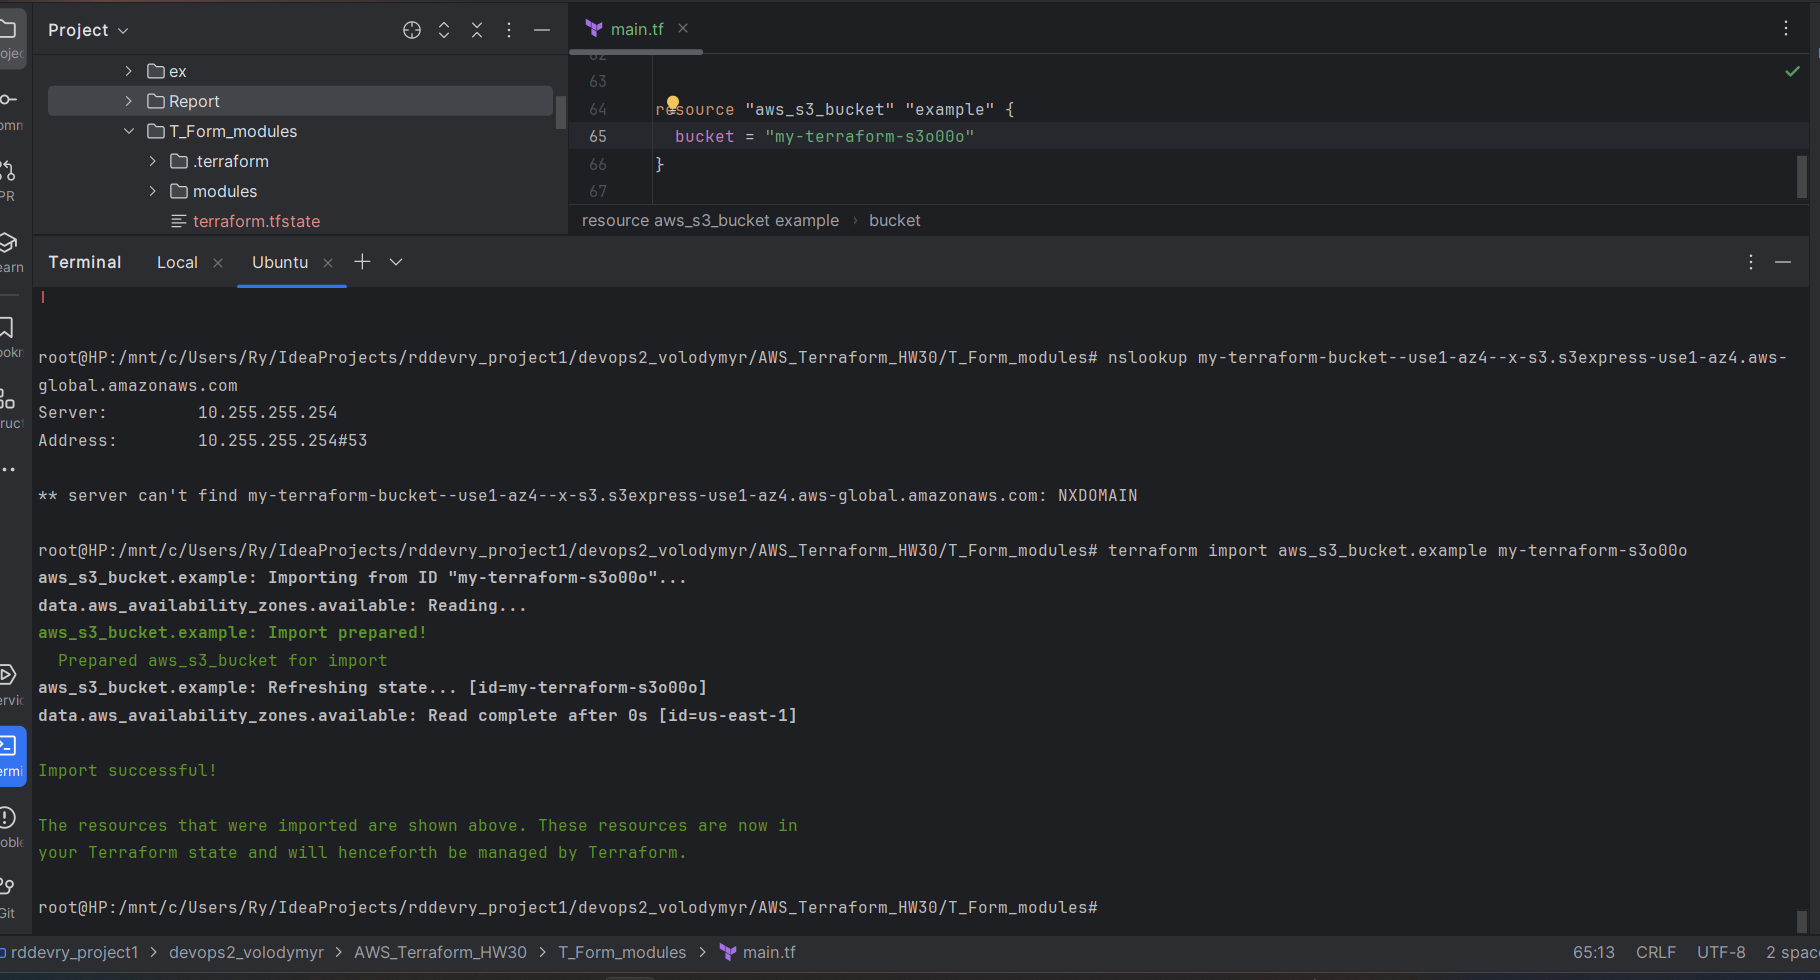 Project
main.tf
ex
Report
T_Form_modules
.terraform
modules
terraform.tfstate
63
64 resource "aws_s3_bucket" "example" {
65 bucket = "my-terraform-s3o00o"
66 }
67
resource aws_s3_bucket example › bucket
Terminal Local Ubuntu
root@HP:/mnt/c/Users/Ry/IdeaProjects/rddevry_project1/devops2_volodymyr/AWS_Terraform_HW30/T_Form_modules# nslookup my-terraform-bucket--use1-az4--x-s3.s3express-use1-az4.aws-
global.amazonaws.com
Server: 10.255.255.254
Address: 10.255.255.254#53
** server can't find my-terraform-bucket--use1-az4--x-s3.s3express-use1-az4.aws-global.amazonaws.com: NXDOMAIN
root@HP:/mnt/c/Users/Ry/IdeaProjects/rddevry_project1/devops2_volodymyr/AWS_Terraform_HW30/T_Form_modules# terraform import aws_s3_bucket.example my-terraform-s3o00o
aws_s3_bucket.example: Importing from ID "my-terraform-s3o00o"...
data.aws_availability_zones.available: Reading...
aws_s3_bucket.example: Import prepared!
Prepared aws_s3_bucket for import
aws_s3_bucket.example: Refreshing state... [id=my-terraform-s3o00o]
data.aws_availability_zones.available: Read complete after 0s [id=us-east-1]
Import successful!
The resources that were imported are shown above. These resources are now in
your Terraform state and will henceforth be managed by Terraform.
root@HP:/mnt/c/Users/Ry/IdeaProjects/rddevry_project1/devops2_volodymyr/AWS_Terraform_HW30/T_Form_modules#
rddevry_project1 > devops2_volodymyr > AWS_Terraform_HW30 > T_Form_modules > main.tf 65:13 CRLF UTF-8 2 spac
PR
Git